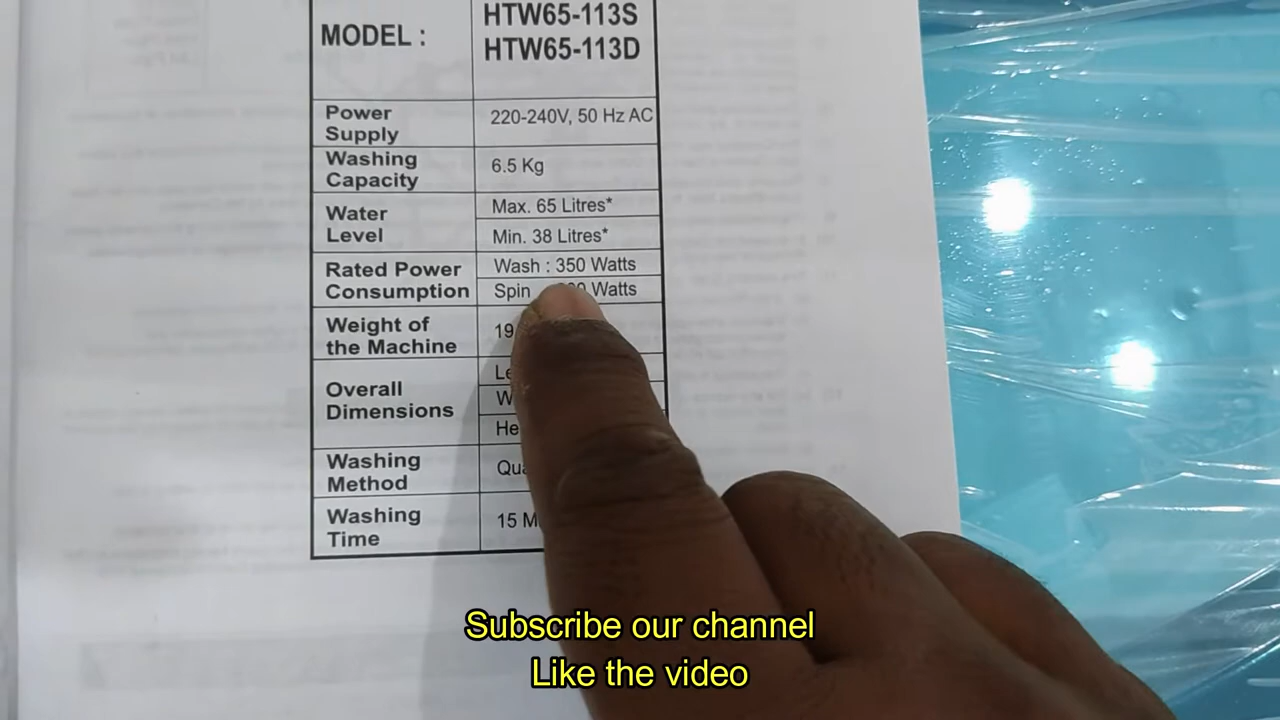 MODEL :
HTW65-113S
HTW65-113D
Power Supply
220-240V, 50 Hz AC
Washing Capacity
6.5 Kg
Water Level
Max. 65 Litres*
Min. 38 Litres*
Rated Power Consumption
Wash : 350 Watts
Spin Watts
Weight of the Machine
Overall Dimensions
Washing Method
Washing Time
15
Subscribe our channel
Like the video